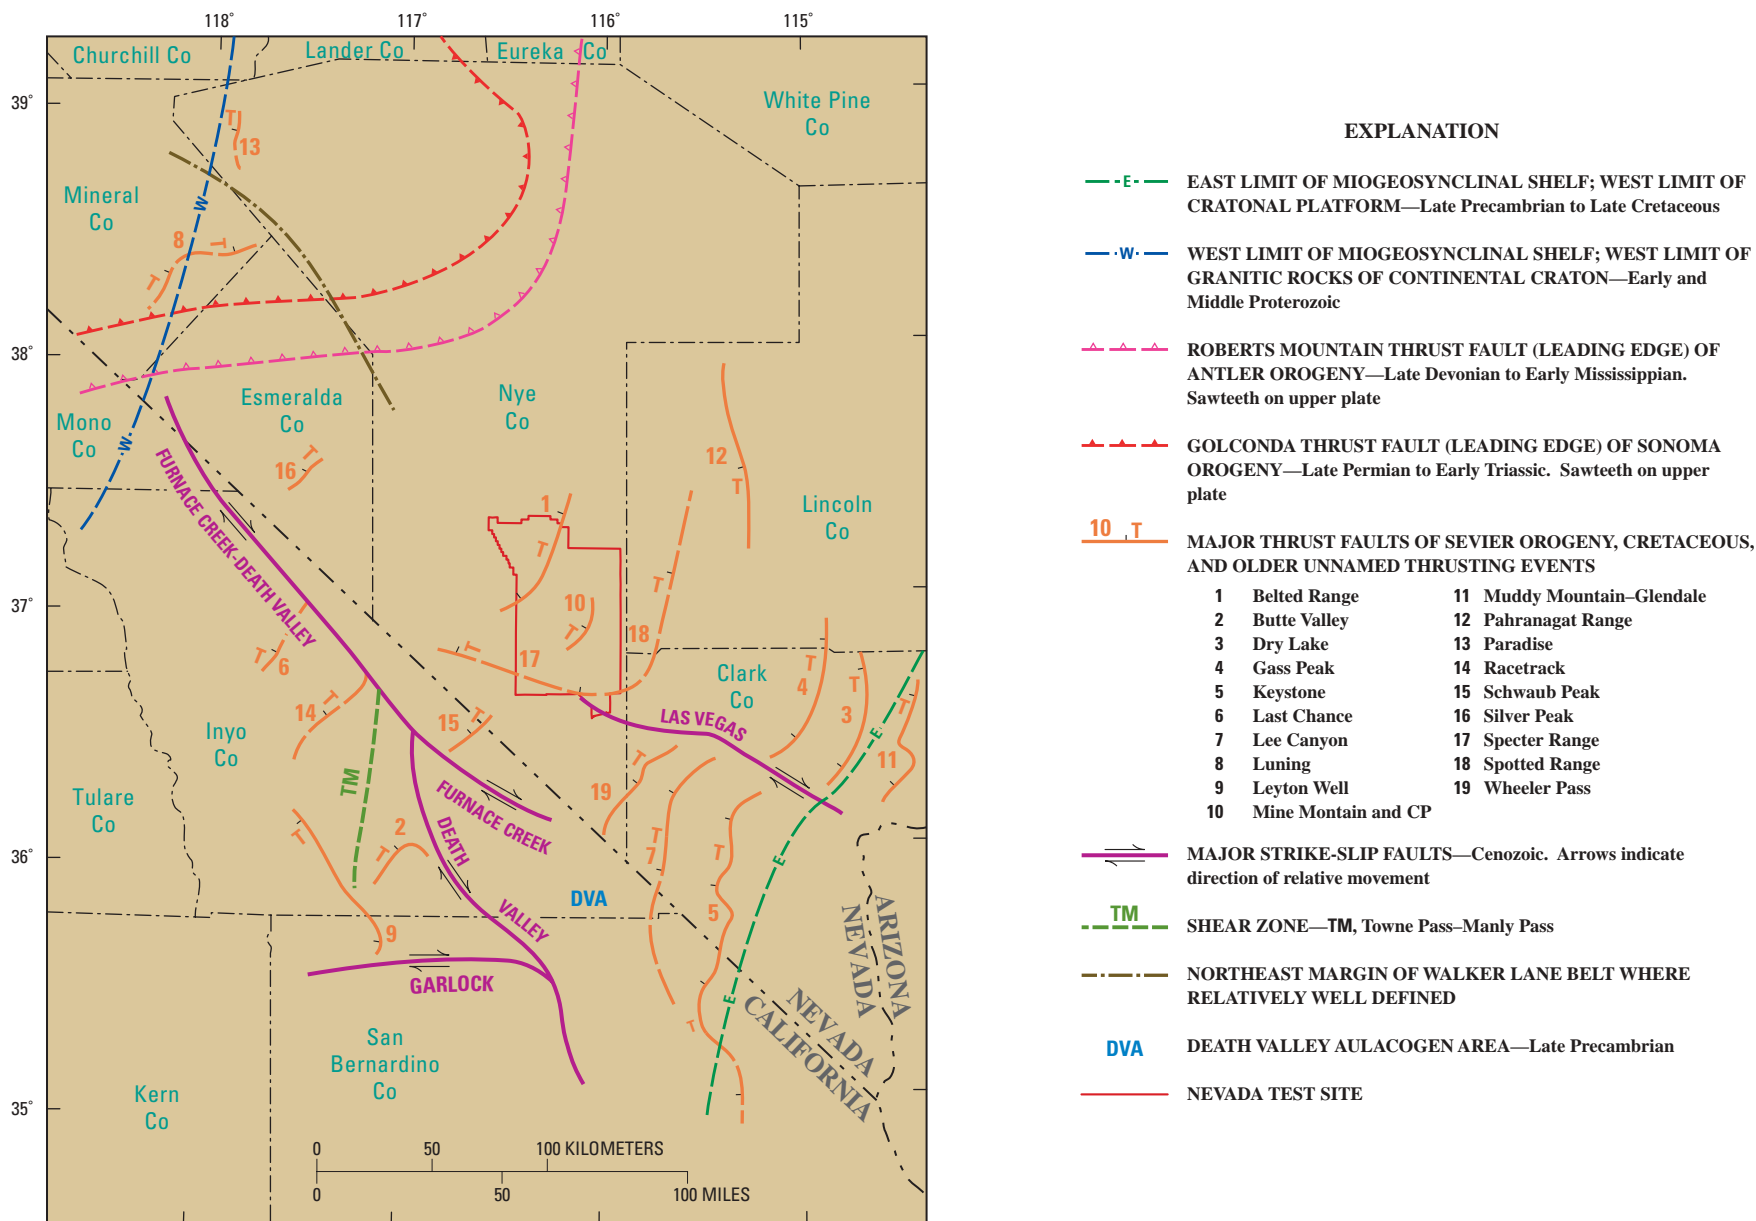 118° 117° 116° 115°
39°
38°
37°
36°
35°
Churchill Co
Lander Co
Eureka Co
White Pine
Co
Mineral
Co
Mono
Co
Esmeralda
Co
Nye
Co
Lincoln
Co
Clark
Co
Inyo
Co
Tulare
Co
Kern
Co
San
Bernardino
Co
T
13
W
8
T
T
W
16
T
FURNACE CREEK-DEATH VALLEY
1
T
10
T
12
T
T
18
17
T
T
6
14
T
15
T
TM
FURNACE CREEK
DEATH
VALLEY
GARLOCK
LAS VEGAS
T
4
T
3
T
11
E
19
T
T
7
T
5
E
E
T
2
T
T
9
DVA
NEVADA
CALIFORNIA
NEVADA
ARIZONA
0 50 100 KILOMETERS
0 50 100 MILES
EXPLANATION
E
EAST LIMIT OF MIOGEOSYNCLINAL SHELF; WEST LIMIT OF
CRATONAL PLATFORM—Late Precambrian to Late Cretaceous
W
WEST LIMIT OF MIOGEOSYNCLINAL SHELF; WEST LIMIT OF
GRANITIC ROCKS OF CONTINENTAL CRATON—Early and
Middle Proterozoic
ROBERTS MOUNTAIN THRUST FAULT (LEADING EDGE) OF
ANTLER OROGENY—Late Devonian to Early Mississippian.
Sawteeth on upper plate
GOLCONDA THRUST FAULT (LEADING EDGE) OF SONOMA
OROGENY—Late Permian to Early Triassic. Sawteeth on upper
plate
10 T
MAJOR THRUST FAULTS OF SEVIER OROGENY, CRETACEOUS,
AND OLDER UNNAMED THRUSTING EVENTS
1 Belted Range 11 Muddy Mountain–Glendale
2 Butte Valley 12 Pahranagat Range
3 Dry Lake 13 Paradise
4 Gass Peak 14 Racetrack
5 Keystone 15 Schwaub Peak
6 Last Chance 16 Silver Peak
7 Lee Canyon 17 Specter Range
8 Luning 18 Spotted Range
9 Leyton Well 19 Wheeler Pass
10 Mine Montain and CP
MAJOR STRIKE-SLIP FAULTS—Cenozoic. Arrows indicate
direction of relative movement
TM
SHEAR ZONE—TM, Towne Pass–Manly Pass
NORTHEAST MARGIN OF WALKER LANE BELT WHERE
RELATIVELY WELL DEFINED
DVA DEATH VALLEY AULACOGEN AREA—Late Precambrian
NEVADA TEST SITE